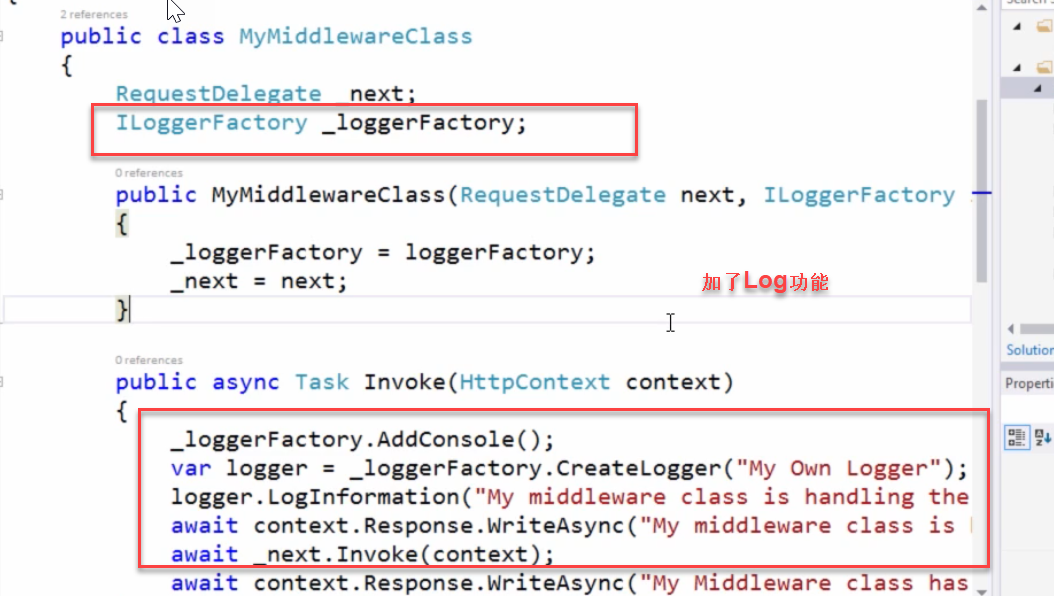 2 references
public class MyMiddlewareClass
{
RequestDelegate _next;
ILoggerFactory _loggerFactory;
0 references
public MyMiddlewareClass(RequestDelegate next, ILoggerFactory
{
_loggerFactory = loggerFactory;
_next = next;
}
加了Log功能
0 references
public async Task Invoke(HttpContext context)
{
_loggerFactory.AddConsole();
var logger = _loggerFactory.CreateLogger("My Own Logger");
logger.LogInformation("My middleware class is handling the
await context.Response.WriteAsync("My middleware class is
await _next.Invoke(context);
await context.Response.WriteAsync("My Middleware class has
Solution
Properti